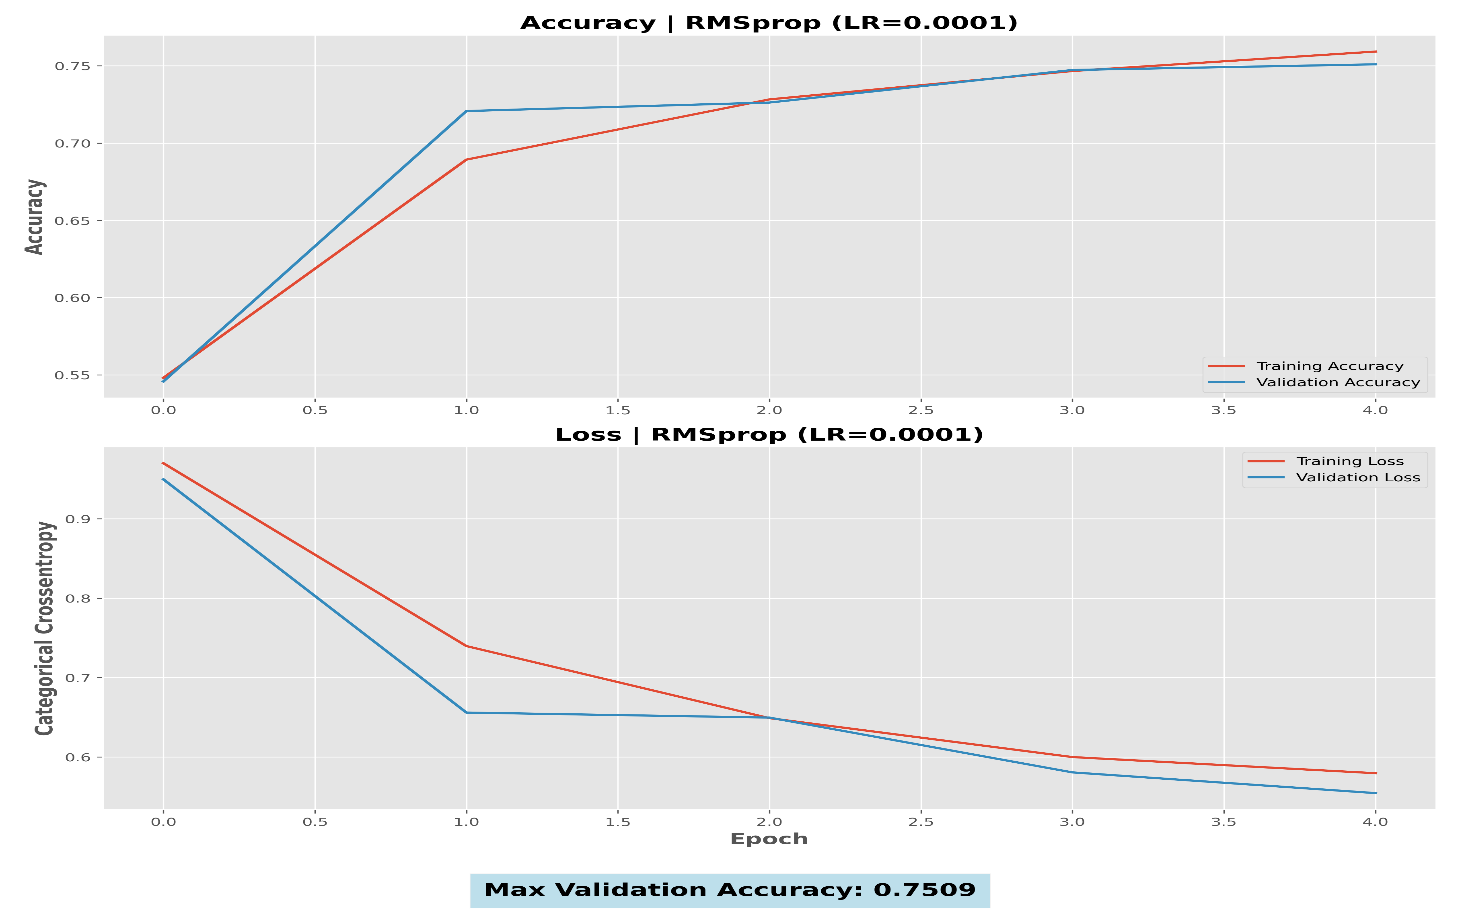 Accuracy | RMSprop (LR=0.0001)
Accuracy
0.75
0.70
0.65
0.60
0.55
Training Accuracy
Validation Accuracy
0.0 0.5 1.0 1.5 2.0 2.5 3.0 3.5 4.0
Loss | RMSprop (LR=0.0001)
Categorical Crossentropy
Training Loss
Validation Loss
0.9
0.8
0.7
0.6
0.0 0.5 1.0 1.5 2.0 2.5 3.0 3.5 4.0
Epoch
Max Validation Accuracy: 0.7509